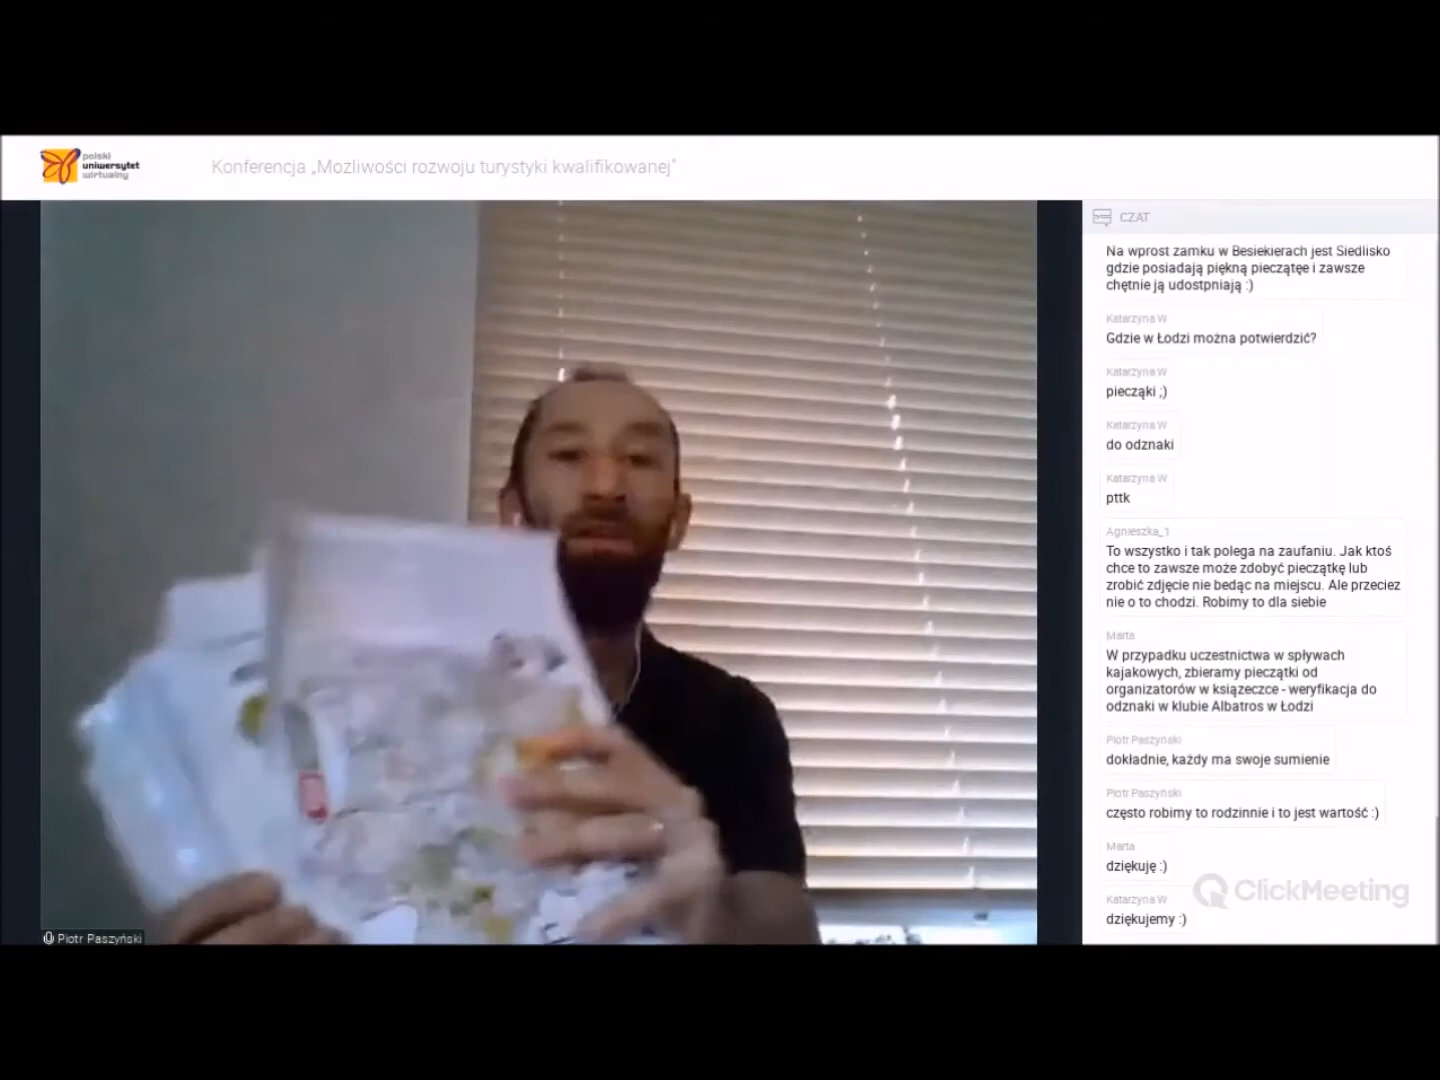 polski
uniwersytet
wirtualny
Konferencja „Mozliwości rozwoju turystyki kwalifikowanej"
CZAT
Na wprost zamku w Besiekierach jest Siedlisko
gdzie posiadają piękną pieczątęe i zawsze
chętnie ją udostpniają :)
Katarzyna W
Gdzie w Łodzi można potwierdzić?
Katarzyna W
piecząki ;)
Katarzyna W
do odznaki
Katarzyna W
pttk
Agnieszka_1
To wszystko i tak polega na zaufaniu. Jak ktoś
chce to zawsze może zdobyć pieczątkę lub
zrobić zdjęcie nie bedąc na miejscu. Ale przeciez
nie o to chodzi. Robimy to dla siebie
Marta
W przypadku uczestnictwa w spływach
kajakowych, zbieramy pieczątki od
organizatorów w ksiązeczce - weryfikacja do
odznaki w klubie Albatros w Łodzi
Piotr Paszyński
dokładnie, każdy ma swoje sumienie
Piotr Paszyński
często robimy to rodzinnie i to jest wartość :)
Marta
dziękuję :)
Katarzyna W
dziękujemy :)
ClickMeeting
Piotr Paszyński